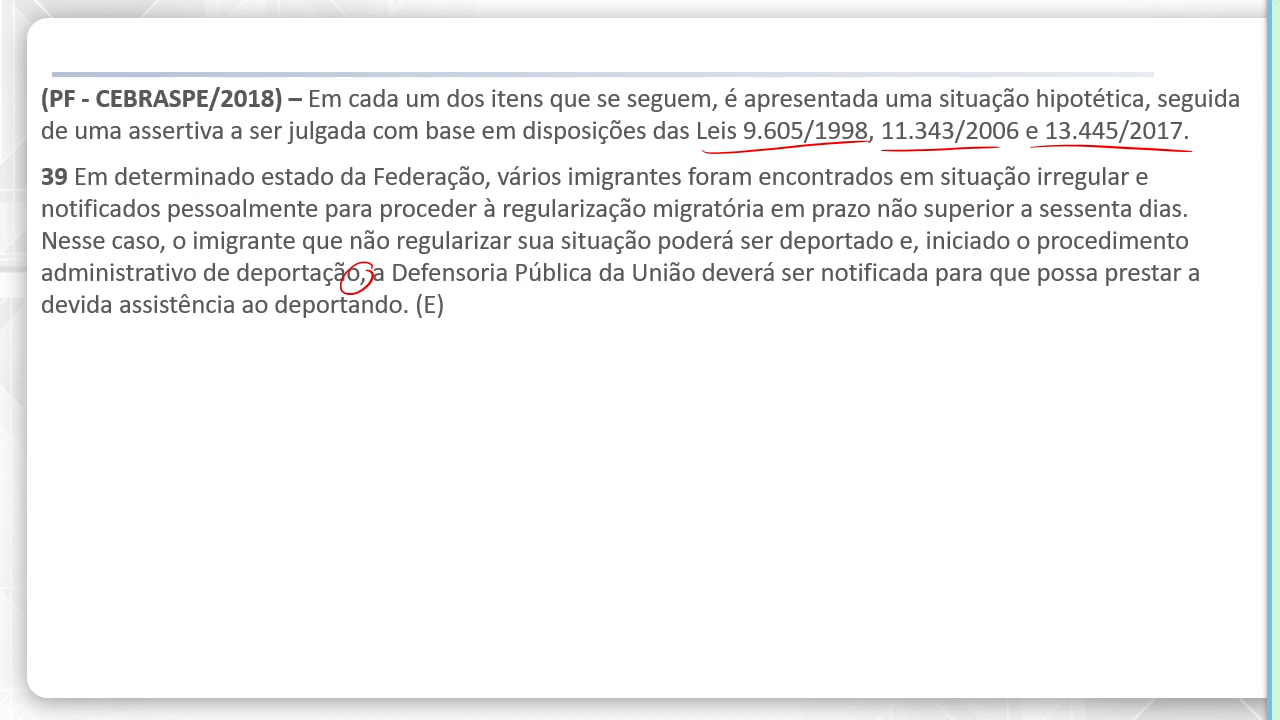 (PF - CEBRASPE/2018) – Em cada um dos itens que se seguem, é apresentada uma situação hipotética, seguida
de uma assertiva a ser julgada com base em disposições das Leis 9.605/1998, 11.343/2006 e 13.445/2017.
39 Em determinado estado da Federação, vários imigrantes foram encontrados em situação irregular e
notificados pessoalmente para proceder à regularização migratória em prazo não superior a sessenta dias.
Nesse caso, o imigrante que não regularizar sua situação poderá ser deportado e, iniciado o procedimento
administrativo de deportação, a Defensoria Pública da União deverá ser notificada para que possa prestar a
devida assistência ao deportando. (E)